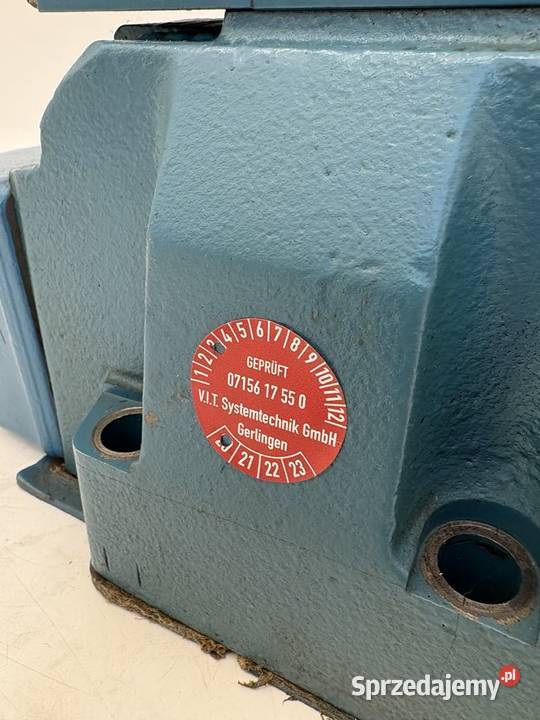 1 2 3 4 5 6 7 8 9 10 11 12
GEPRÜFT
07156 17 55 0
V.I.T. Systemtechnik GmbH
Gerlingen
20 21 22 23
Sprzedajemy.pl